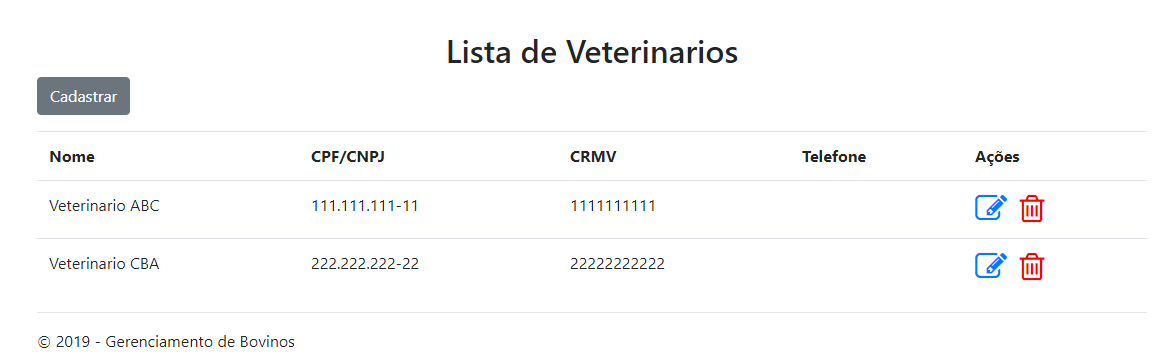 Lista de Veterinarios
Cadastrar
Nome CPF/CNPJ CRMV Telefone Ações
Veterinario ABC 111.111.111-11 1111111111
Veterinario CBA 222.222.222-22 22222222222
© 2019 - Gerenciamento de Bovinos